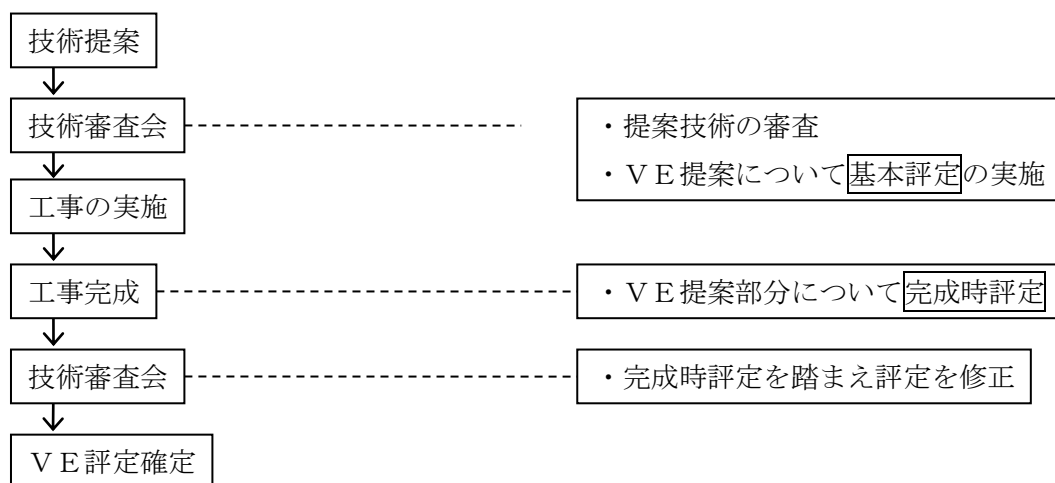 技術提案
技術審査会
・提案技術の審査
・ＶＥ提案について基本評定の実施
工事の実施
工事完成
・ＶＥ提案部分について完成時評定
技術審査会
・完成時評定を踏まえ評定を修正
ＶＥ評定確定